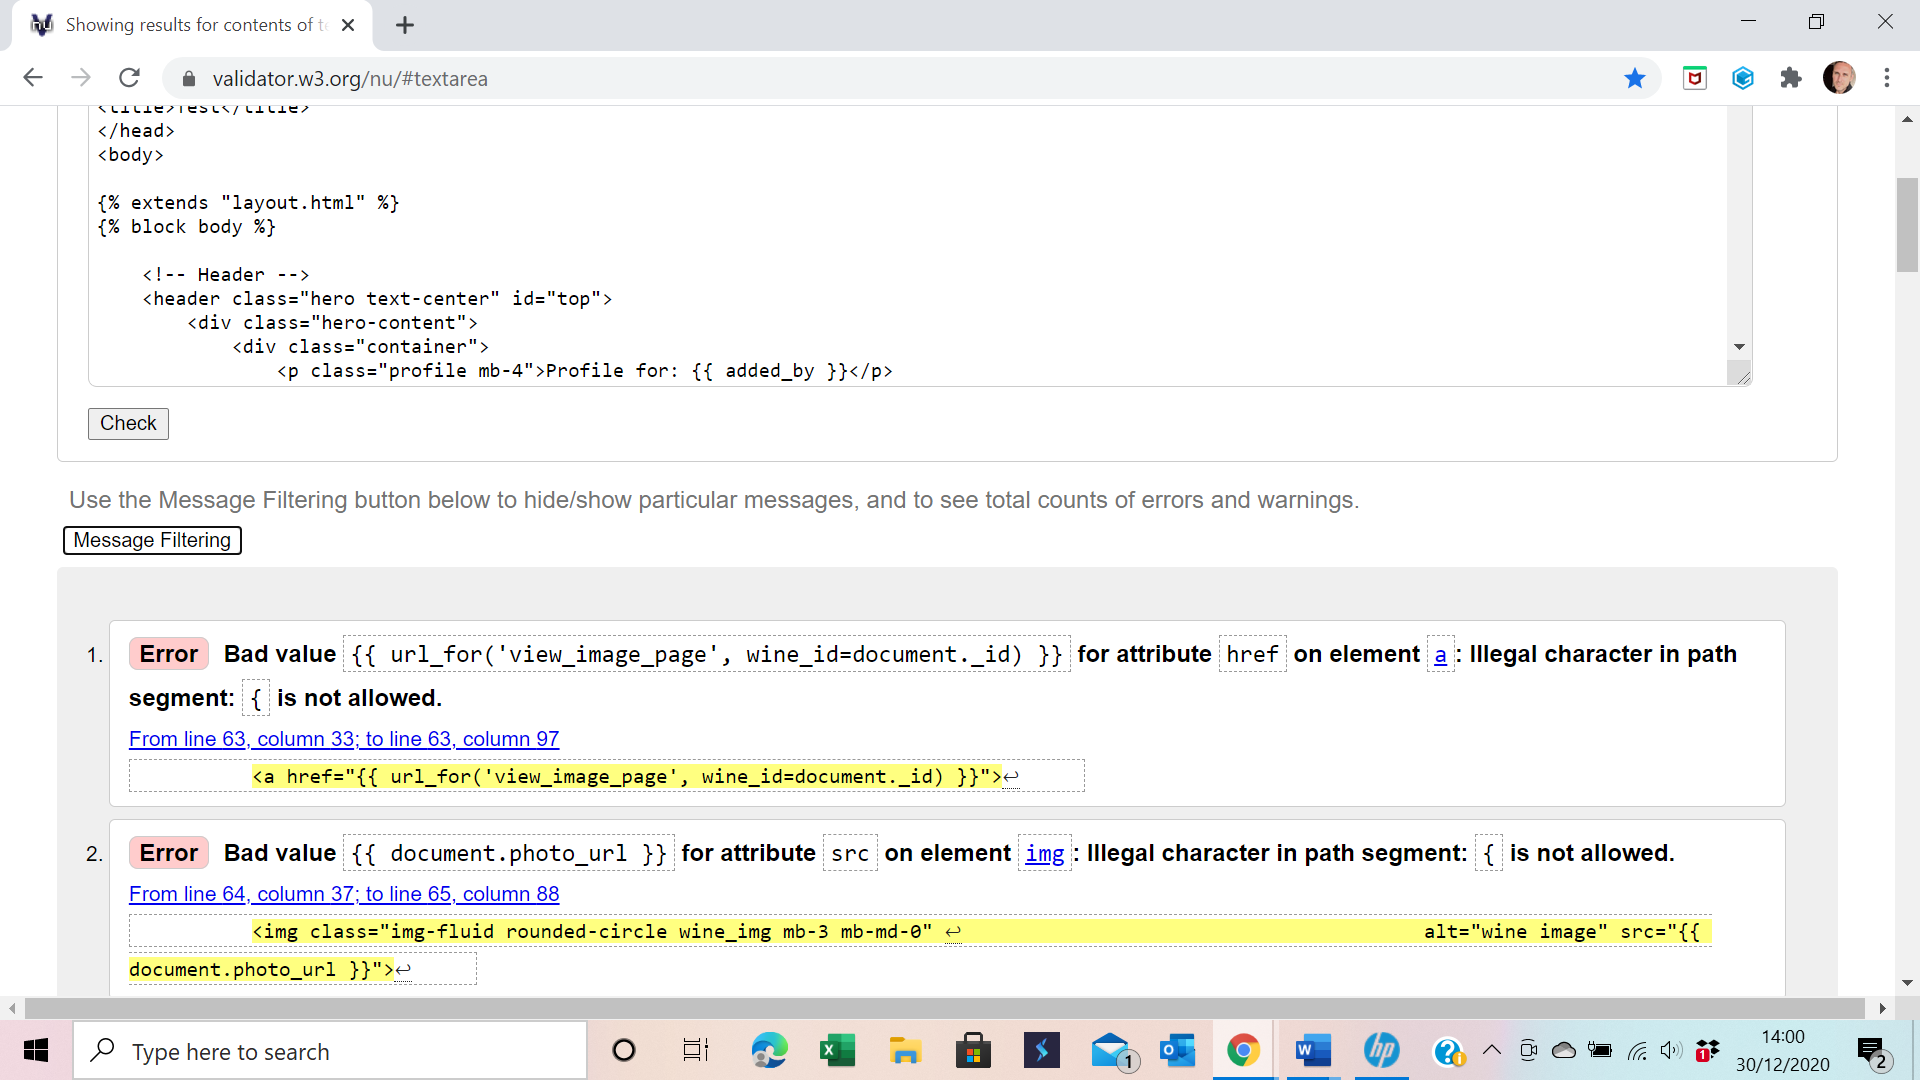 Showing results for contents of te
validator.w3.org/nu/#textarea
<title>Test</title>
</head>
<body>
{% extends "layout.html" %}
{% block body %}
<!-- Header -->
<header class="hero text-center" id="top">
<div class="hero-content">
<div class="container">
<p class="profile mb-4">Profile for: {{ added_by }}</p>
Check
Use the Message Filtering button below to hide/show particular messages, and to see total counts of errors and warnings.
Message Filtering
1. Error Bad value {{ url_for('view_image_page', wine_id=document._id) }} for attribute href on element a: Illegal character in path
segment: { is not allowed.
From line 63, column 33; to line 63, column 97
<a href="{{ url_for('view_image_page', wine_id=document._id) }}">↩
2. Error Bad value {{ document.photo_url }} for attribute src on element img: Illegal character in path segment: { is not allowed.
From line 64, column 37; to line 65, column 88
<img class="img-fluid rounded-circle wine_img mb-3 mb-md-0" ↩ alt="wine image" src="{{
document.photo_url }}">↩
Type here to search
1
1
14:00
30/12/2020
2